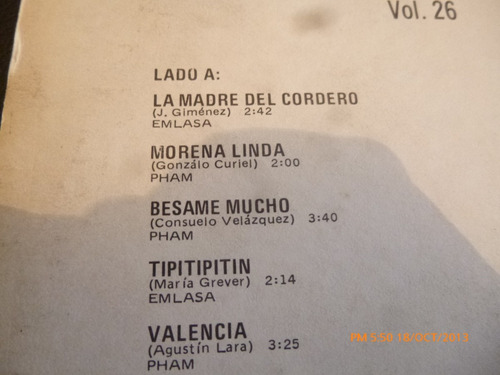 Vol. 26
LADO A:
LA MADRE DEL CORDERO
(J. Giménez) 2:42
EMLASA
MORENA LINDA
(Gonzálo Curiel) 2:00
PHAM
BESAME MUCHO
(Consuelo Velázquez) 3:40
PHAM
TIPITIPITIN
(María Grever) 2:14
EMLASA
VALENCIA
(Agustín Lara) 3:25
PHAM
PM 5:50 18/OCT/2013